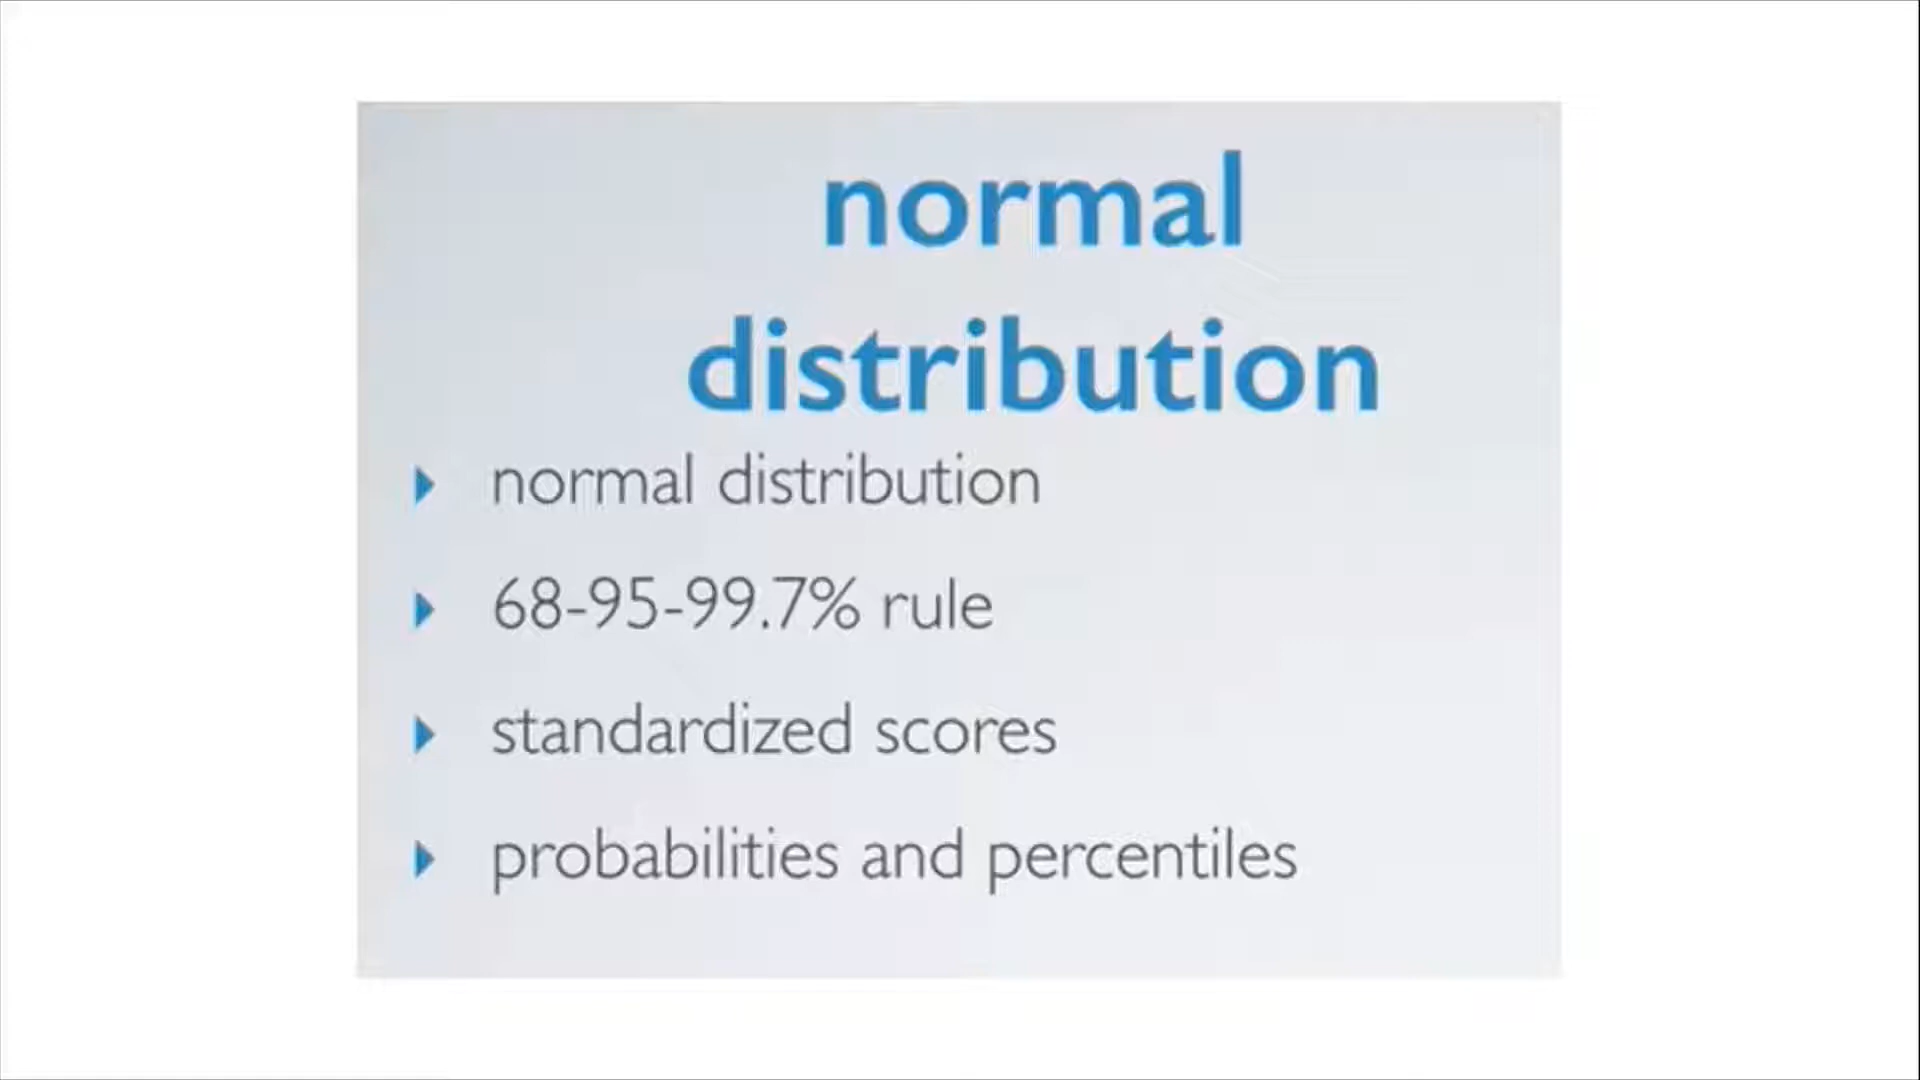 normal
distribution
normal distribution
68-95-99.7% rule
standardized scores
probabilities and percentiles